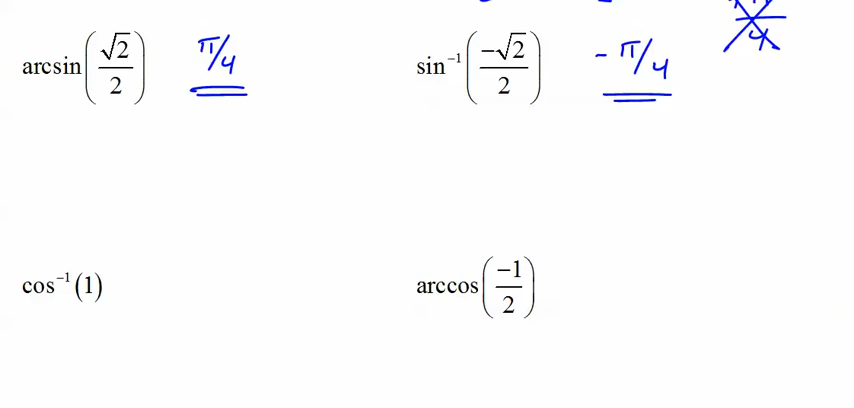 arcsin(√2/2) π/4
sin⁻¹(-√2/2) - π/4
cos⁻¹(1)
arccos(-1/2)